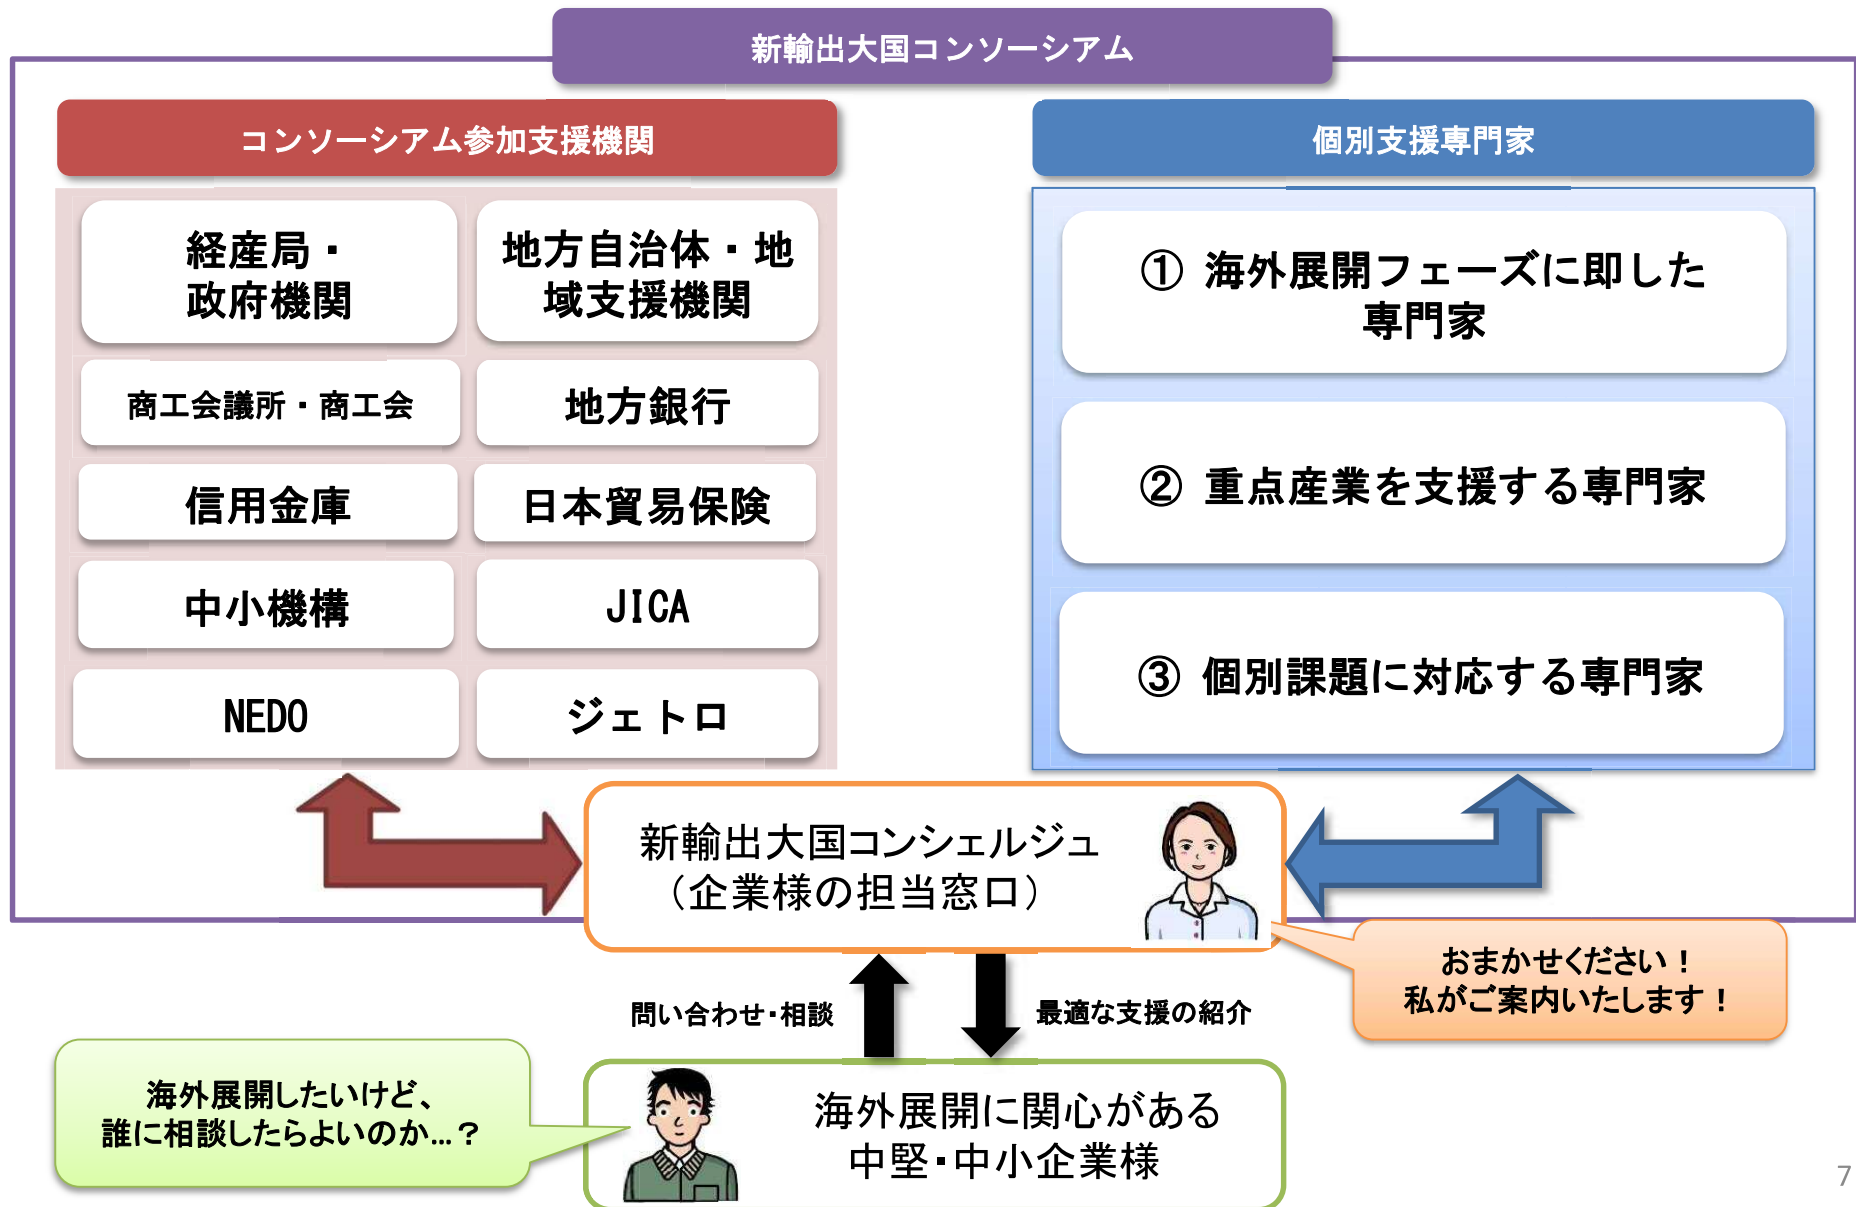 新輸出大国コンソーシアム
コンソーシアム参加支援機関
経産局・
政府機関
地方自治体・地
域支援機関
商工会議所・商工会
地方銀行
信用金庫
日本貿易保険
中小機構
JICA
NEDO
ジェトロ
個別支援専門家
① 海外展開フェーズに即した
専門家
② 重点産業を支援する専門家
③ 個別課題に対応する専門家
新輸出大国コンシェルジュ
（企業様の担当窓口）
おまかせください！
私がご案内いたします！
問い合わせ・相談
最適な支援の紹介
海外展開したいけど、
誰に相談したらよいのか…？
海外展開に関心がある
中堅・中小企業様
7